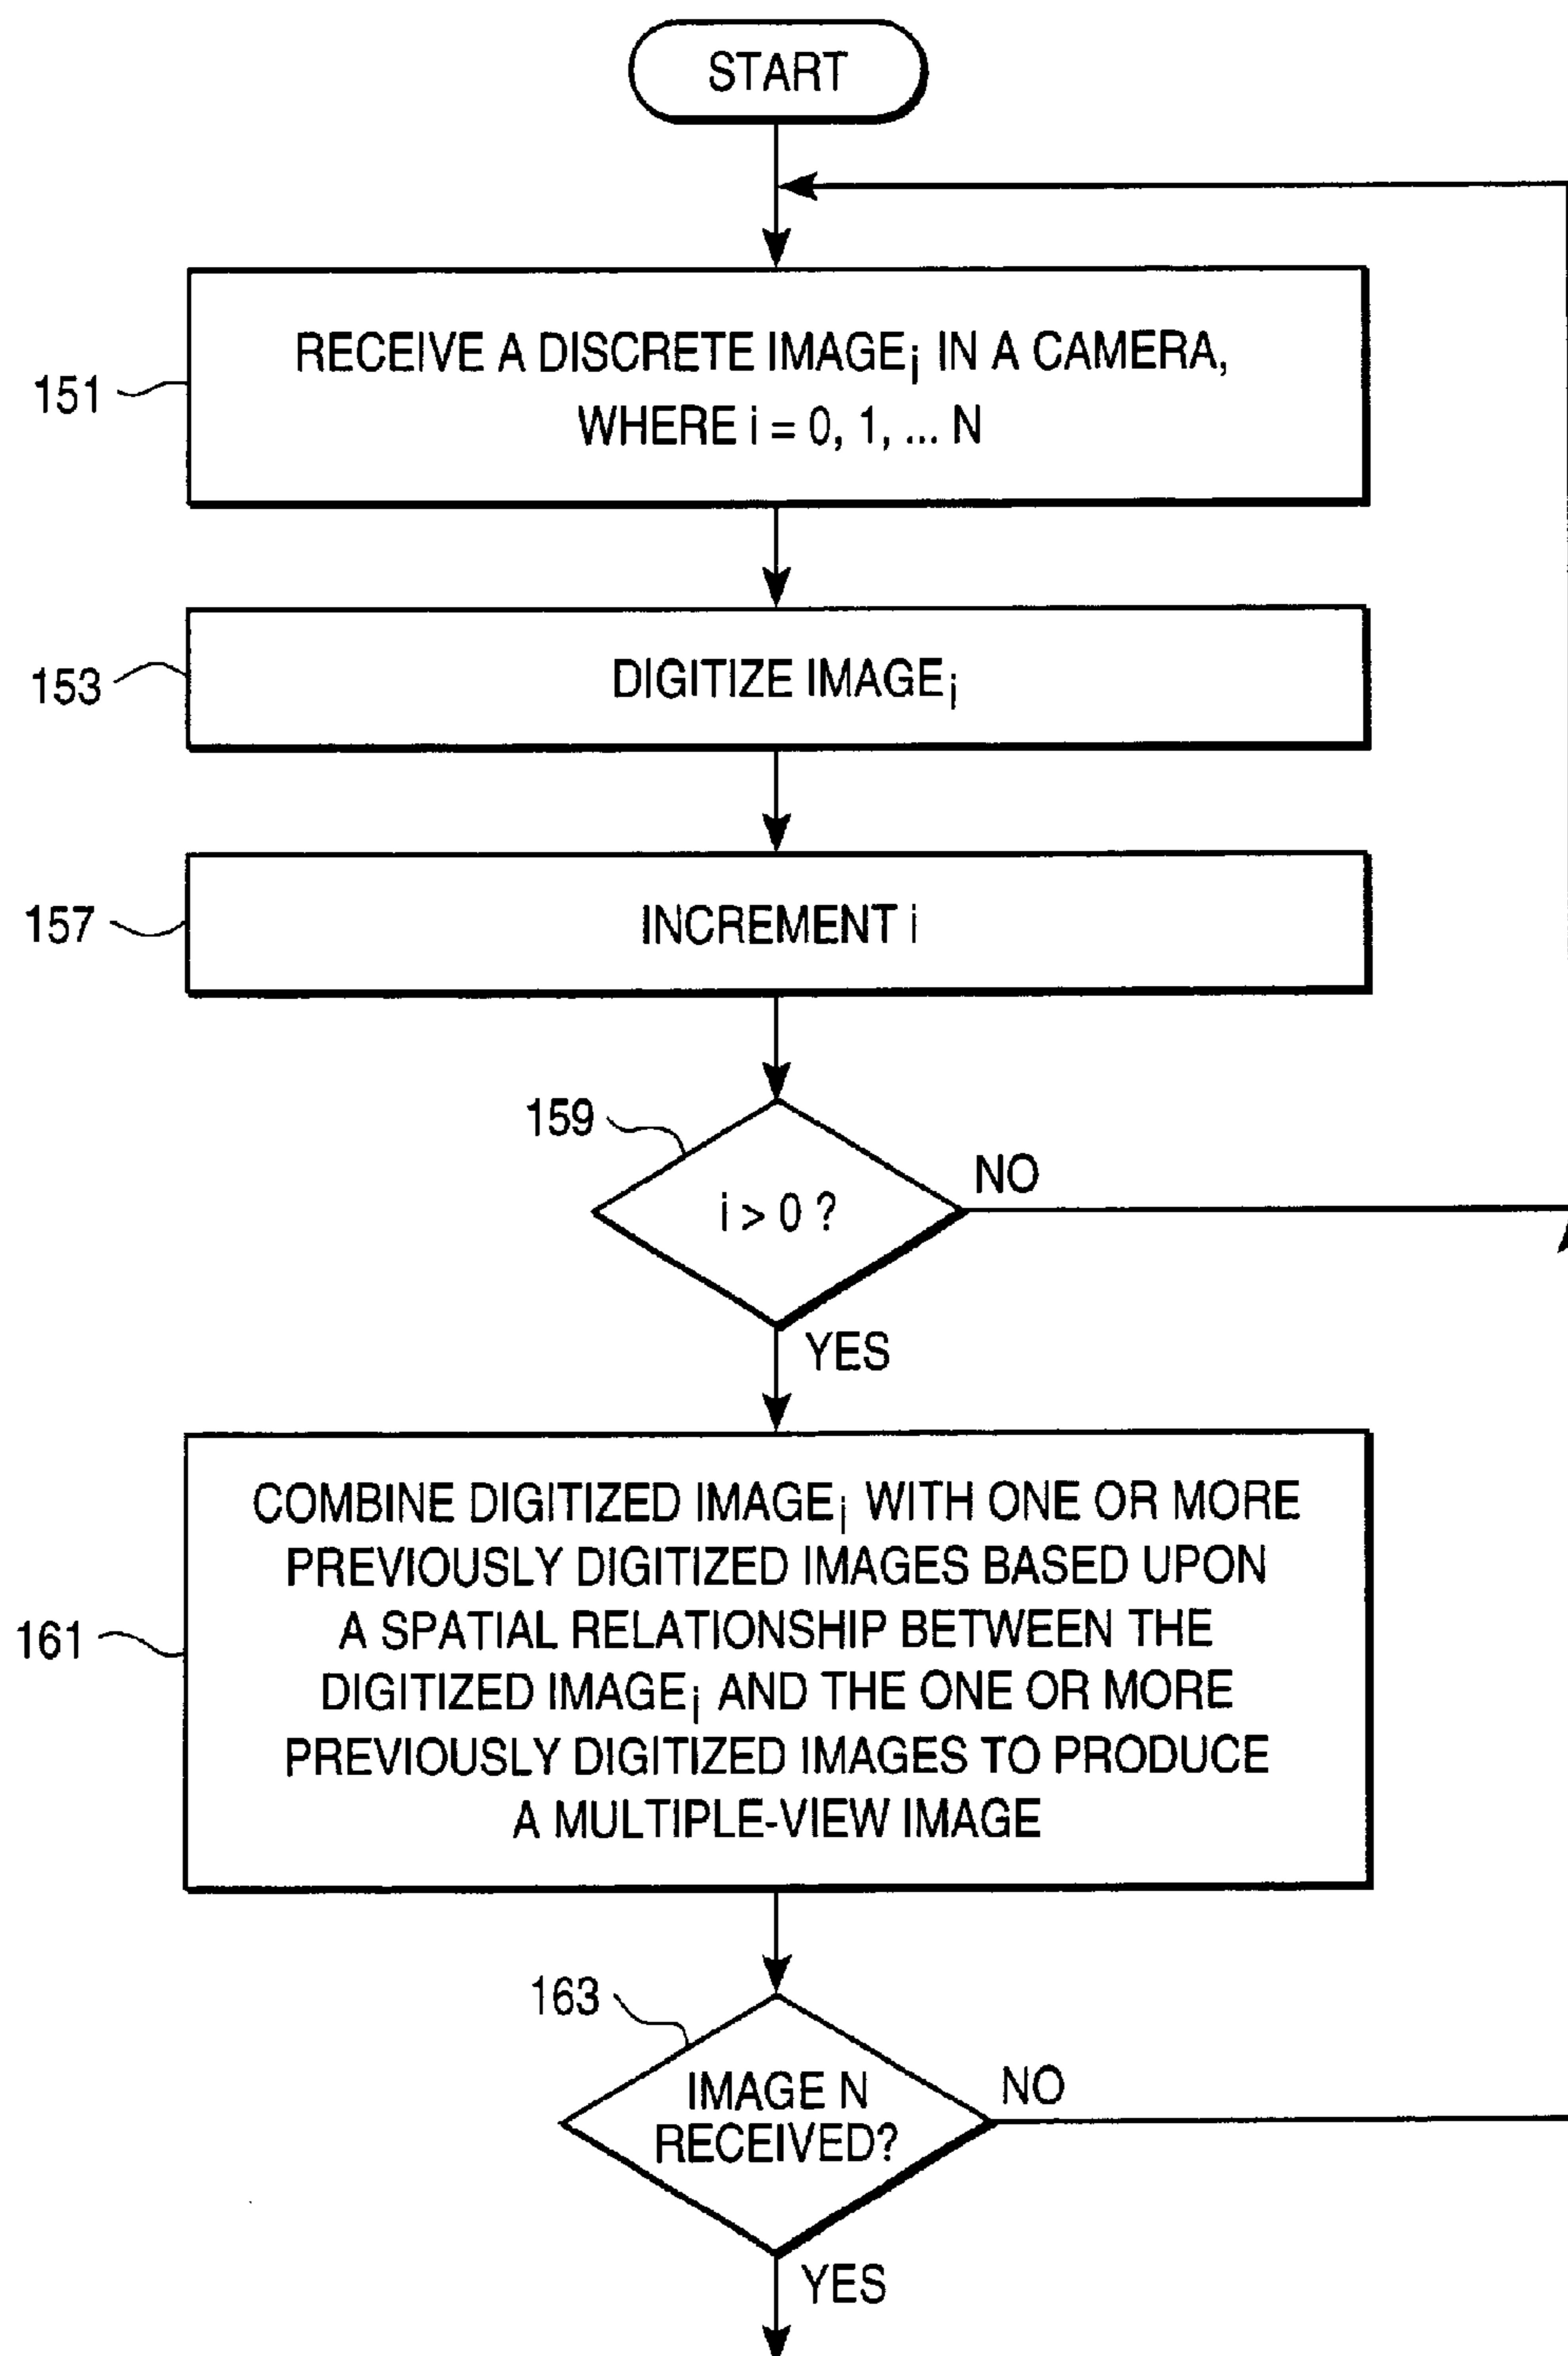 START
RECEIVE A DISCRETE IMAGEi IN A CAMERA,
WHERE i = 0, 1, ... N
151
DIGITIZE IMAGEi
153
INCREMENT i
157
159
i > 0 ?
NO
YES
COMBINE DIGITIZED IMAGEi WITH ONE OR MORE
PREVIOUSLY DIGITIZED IMAGES BASED UPON
A SPATIAL RELATIONSHIP BETWEEN THE
DIGITIZED IMAGEi AND THE ONE OR MORE
PREVIOUSLY DIGITIZED IMAGES TO PRODUCE
A MULTIPLE-VIEW IMAGE
161
163
IMAGE N
RECEIVED?
NO
YES